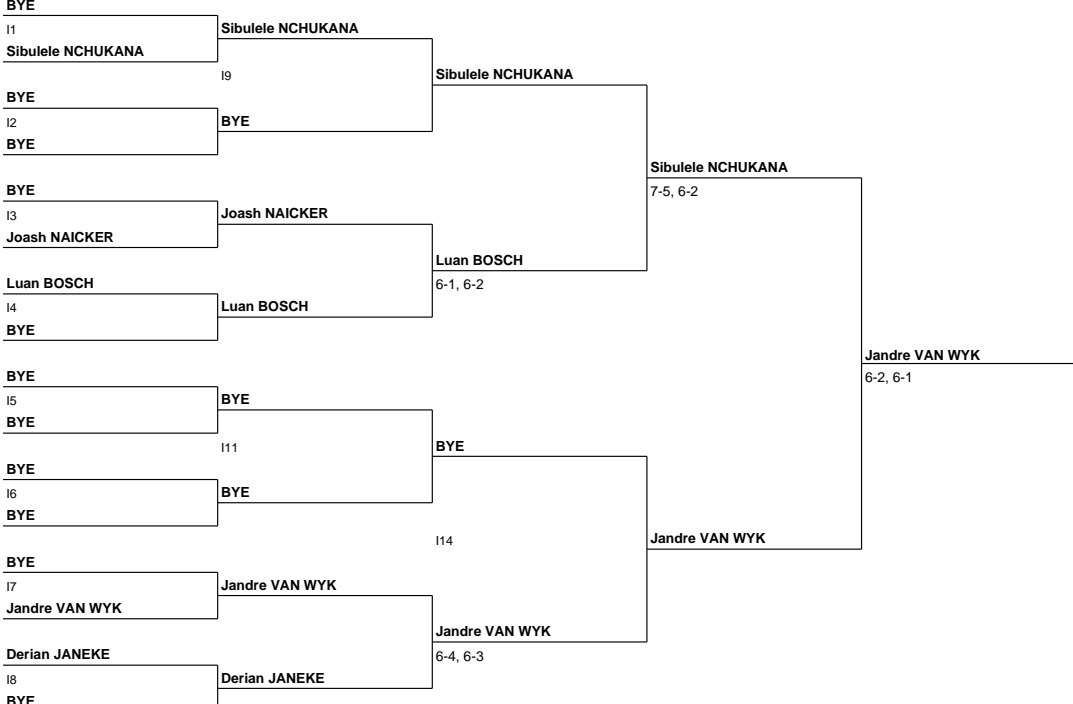 BYE
I1
Sibulele NCHUKANA
Sibulele NCHUKANA
I9
Sibulele NCHUKANA
BYE
I2
BYE
BYE
Sibulele NCHUKANA
7-5, 6-2
BYE
I3
Joash NAICKER
Joash NAICKER
Luan BOSCH
6-1, 6-2
Luan BOSCH
I4
BYE
Luan BOSCH
Jandre VAN WYK
6-2, 6-1
BYE
I5
BYE
BYE
I11
BYE
BYE
I6
BYE
BYE
I14
Jandre VAN WYK
BYE
I7
Jandre VAN WYK
Jandre VAN WYK
Jandre VAN WYK
6-4, 6-3
Derian JANEKE
I8
BYE
Derian JANEKE